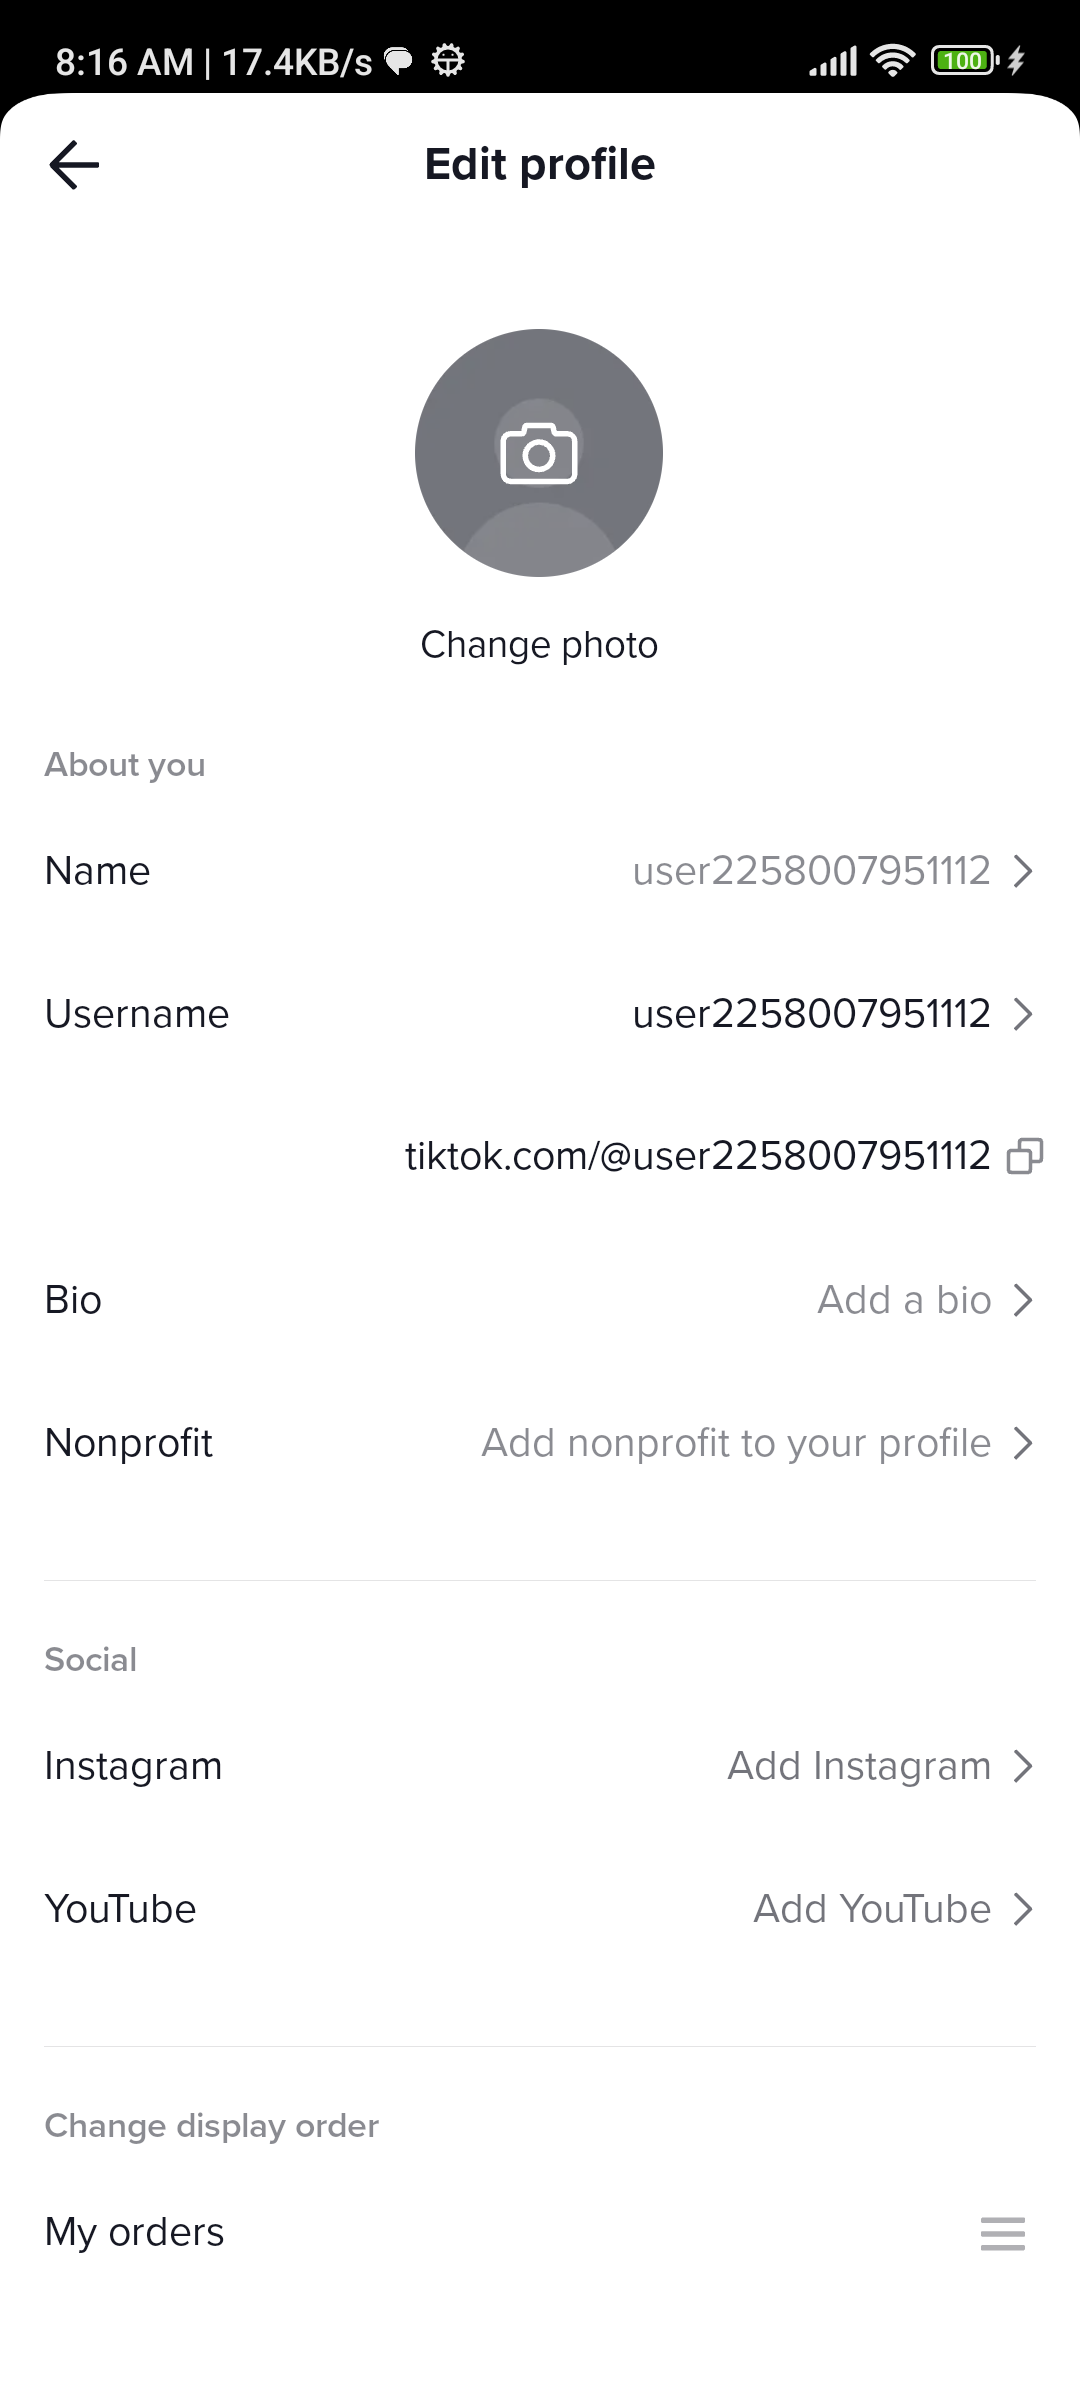 8:16 AM | 17.4KB/s 100
Edit profile
Change photo
About you
Name user2258007951112
Username user2258007951112
tiktok.com/@user2258007951112
Bio Add a bio
Nonprofit Add nonprofit to your profile
Social
Instagram Add Instagram
YouTube Add YouTube
Change display order
My orders